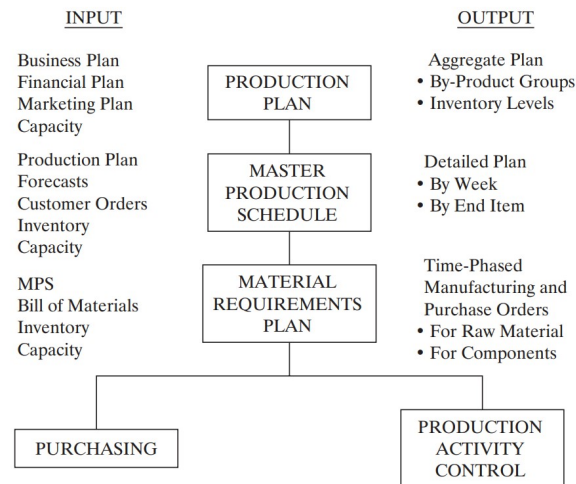 INPUT
OUTPUT
Business Plan
Financial Plan
Marketing Plan
Capacity
PRODUCTION
PLAN
Aggregate Plan
• By-Product Groups
• Inventory Levels
Production Plan
Forecasts
Customer Orders
Inventory
Capacity
MASTER
PRODUCTION
SCHEDULE
Detailed Plan
• By Week
• By End Item
MPS
Bill of Materials
Inventory
Capacity
MATERIAL
REQUIREMENTS
PLAN
Time-Phased
Manufacturing and
Purchase Orders
• For Raw Material
• For Components
PURCHASING
PRODUCTION
ACTIVITY
CONTROL